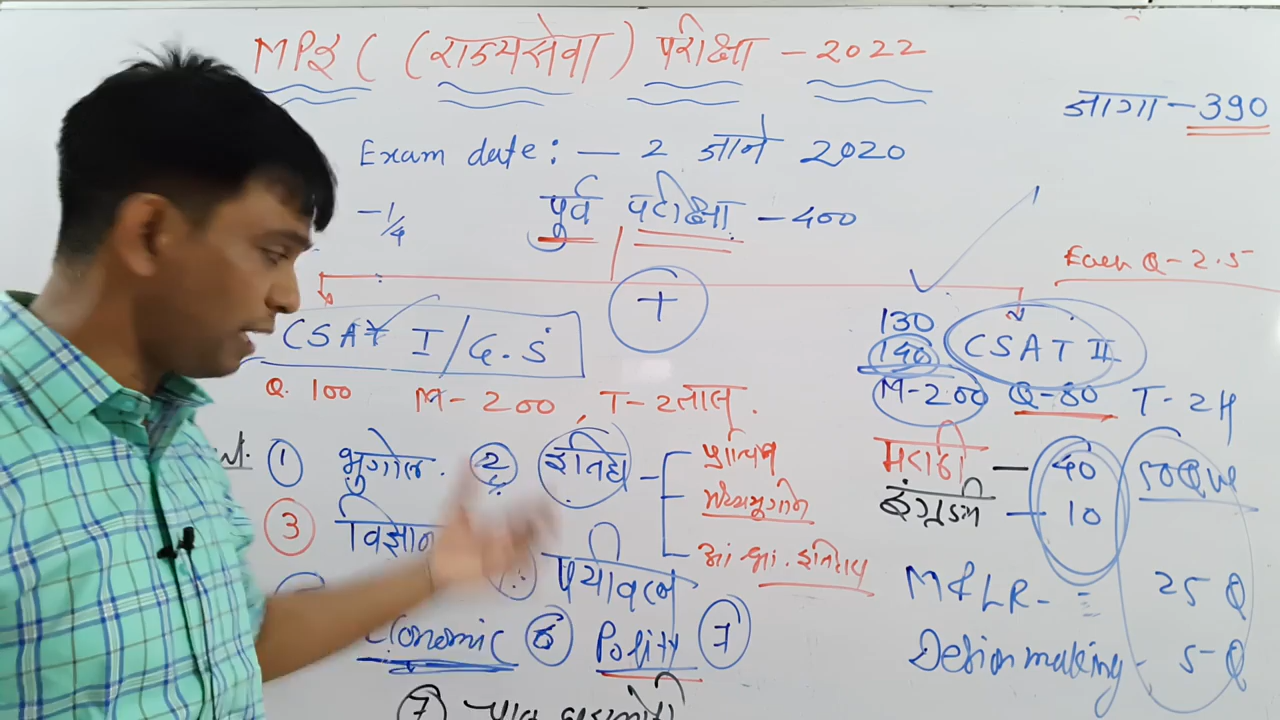 MPSC (राज्यसेवा) परीक्षा - 2022
जागा - 390
Exam date: - 2 जाने 2020
-1/4
पूर्व परीक्षा - 400
Each Q - 2.5
+
CSAT I / G.S
130
140
CSAT II
Q. 100 M - 200, T - 2 तास.
M-200 Q-80 T-2H
① भुगोल. ② इतिहा
प्राचिन
मध्ययुगीन
आ. भा. इतिहास
मराठी - 40
इंग्रजी - 10
50 Que
③ विज्ञान
पर्यावरण
M & LR - = 25 Q
Economic ⑥ Polity ⑦
Desion making - 5-Q
⑦